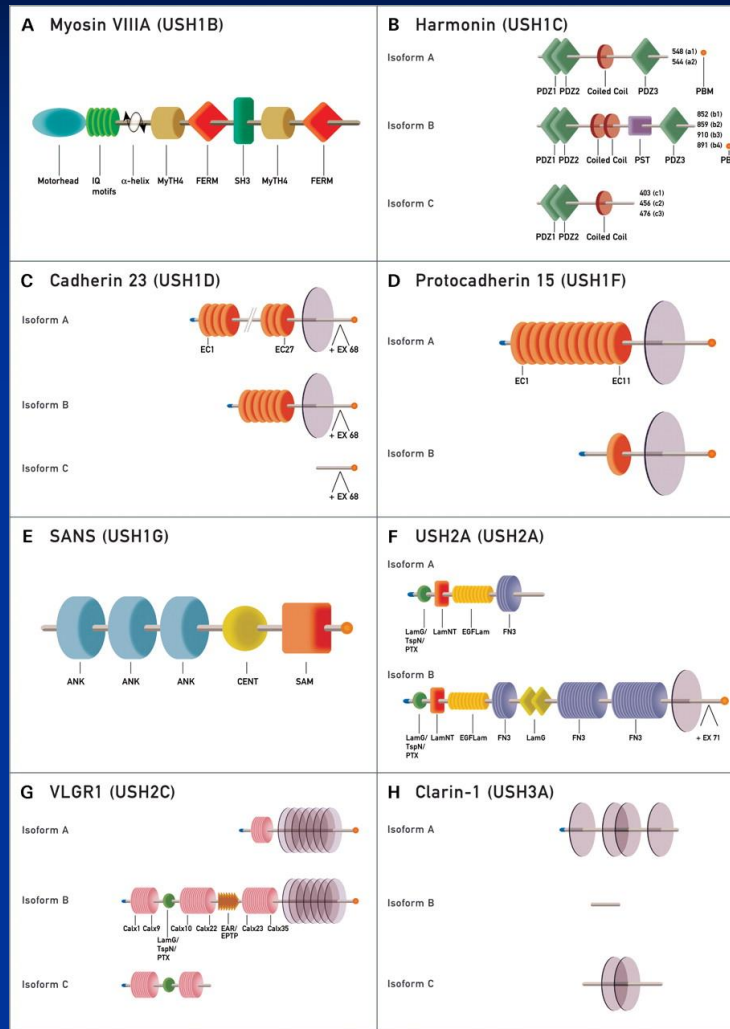 A Myosin VIIIA (USH1B)
Motorhead
IQ motifs
α-helix
MyTH4
FERM
SH3
MyTH4
FERM
B Harmonin (USH1C)
Isoform A
548 (a1)
544 (a2)
PDZ1 PDZ2 Coiled Coil PDZ3 PBM
Isoform B
852 (b1)
859 (b2)
910 (b3)
891 (b4)
PDZ1 PDZ2 Coiled Coil PST PDZ3
Isoform C
403 (c1)
456 (c2)
476 (c3)
PDZ1 PDZ2 Coiled Coil
C Cadherin 23 (USH1D)
Isoform A
EC1 EC27 + EX 68
Isoform B
+ EX 68
Isoform C
+ EX 68
D Protocadherin 15 (USH1F)
Isoform A
EC1 EC11
Isoform B
E SANS (USH1G)
ANK ANK ANK CENT SAM
F USH2A (USH2A)
Isoform A
LamG/
TspN/
PTX
LamNT EGFLam FN3
Isoform B
LamG/
TspN/
PTX
LamNT EGFLam FN3 LamG FN3 FN3 + EX 71
G VLGR1 (USH2C)
Isoform A
Isoform B
Calx1 Calx9
LamG/
TspN/
PTX
Calx10 Calx22
EAR/
EPTP
Calx23 Calx35
Isoform C
H Clarin-1 (USH3A)
Isoform A
Isoform B
Isoform C